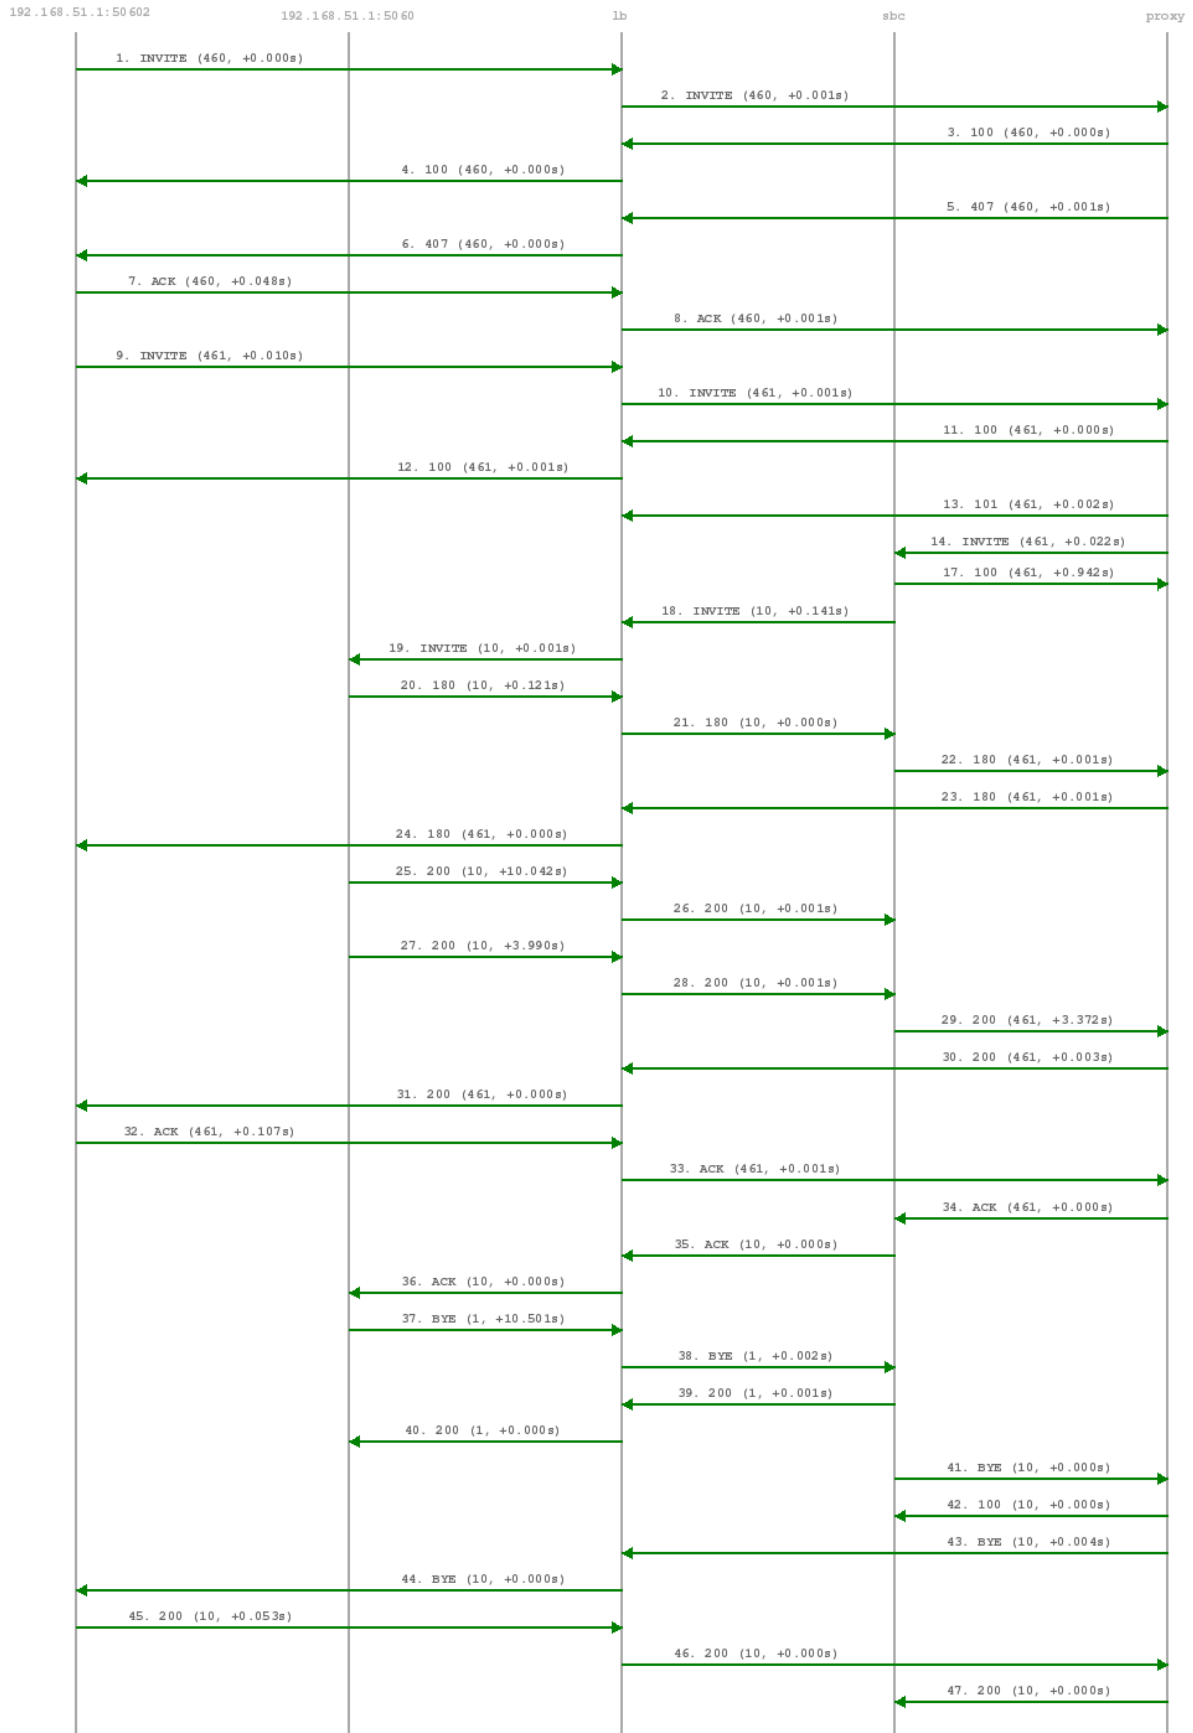 192.168.51.1:50602 192.168.51.1:5060 lb sbc proxy
1. INVITE (460, +0.000s)
2. INVITE (460, +0.001s)
3. 100 (460, +0.000s)
4. 100 (460, +0.000s)
5. 407 (460, +0.001s)
6. 407 (460, +0.000s)
7. ACK (460, +0.048s)
8. ACK (460, +0.001s)
9. INVITE (461, +0.010s)
10. INVITE (461, +0.001s)
11. 100 (461, +0.000s)
12. 100 (461, +0.001s)
13. 101 (461, +0.002s)
14. INVITE (461, +0.022s)
17. 100 (461, +0.942s)
18. INVITE (10, +0.141s)
19. INVITE (10, +0.001s)
20. 180 (10, +0.121s)
21. 180 (10, +0.000s)
22. 180 (461, +0.001s)
23. 180 (461, +0.001s)
24. 180 (461, +0.000s)
25. 200 (10, +10.042s)
26. 200 (10, +0.001s)
27. 200 (10, +3.990s)
28. 200 (10, +0.001s)
29. 200 (461, +3.372s)
30. 200 (461, +0.003s)
31. 200 (461, +0.000s)
32. ACK (461, +0.107s)
33. ACK (461, +0.001s)
34. ACK (461, +0.000s)
35. ACK (10, +0.000s)
36. ACK (10, +0.000s)
37. BYE (1, +10.501s)
38. BYE (1, +0.002s)
39. 200 (1, +0.001s)
40. 200 (1, +0.000s)
41. BYE (10, +0.000s)
42. 100 (10, +0.000s)
43. BYE (10, +0.004s)
44. BYE (10, +0.000s)
45. 200 (10, +0.053s)
46. 200 (10, +0.000s)
47. 200 (10, +0.000s)